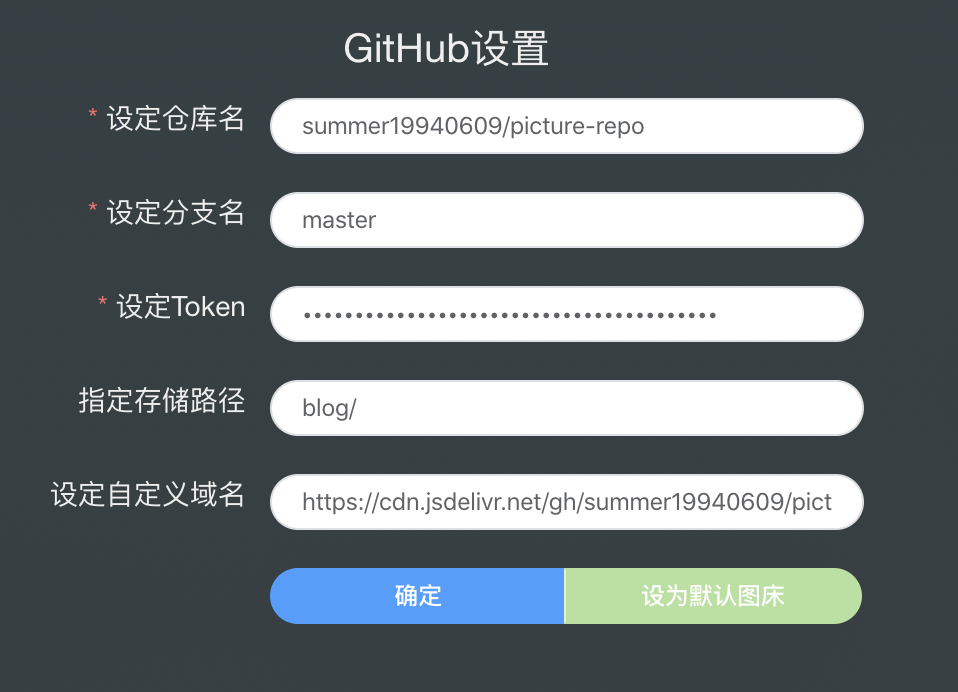 GitHub设置
* 设定仓库名
summer19940609/picture-repo
* 设定分支名
master
* 设定Token
••••••••••••••••••••••••••••••••••••••••
指定存储路径
blog/
设定自定义域名
https://cdn.jsdelivr.net/gh/summer19940609/pict
确定
设为默认图床